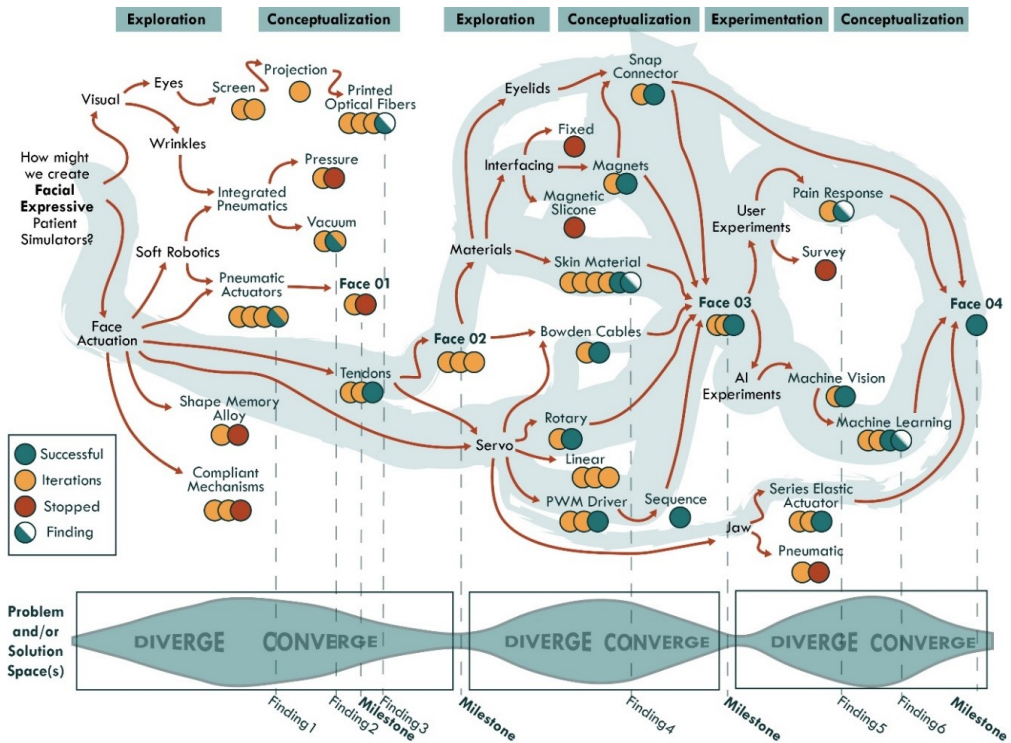 Exploration
Conceptualization
Exploration
Conceptualization
Experimentation
Conceptualization
Visual
Eyes
Screen
Projection
Printed
Optical Fibers
Wrinkles
How might
we create
Facial
Expressive
Patient
Simulators?
Integrated
Pneumatics
Pressure
Vacuum
Soft Robotics
Pneumatic
Actuators
Face 01
Face
Actuation
Tendons
Shape Memory
Alloy
Compliant
Mechanisms
Face 02
Eyelids
Snap
Connector
Interfacing
Fixed
Magnets
Magnetic
Slicone
Materials
Skin Material
Bowden Cables
Servo
Rotary
Linear
PWM Driver
Sequence
Face 03
User
Experiments
Pain Response
Survey
AI
Experiments
Machine Vision
Machine Learning
Jaw
Series Elastic
Actuator
Pneumatic
Face 04
Successful
Iterations
Stopped
Finding
Problem
and/or
Solution
Space(s)
DIVERGE
CONVERGE
DIVERGE
CONVERGE
DIVERGE
CONVERGE
Finding1
Finding2
Milestone
Finding3
Milestone
Finding4
Milestone
Finding5
Finding6
Milestone